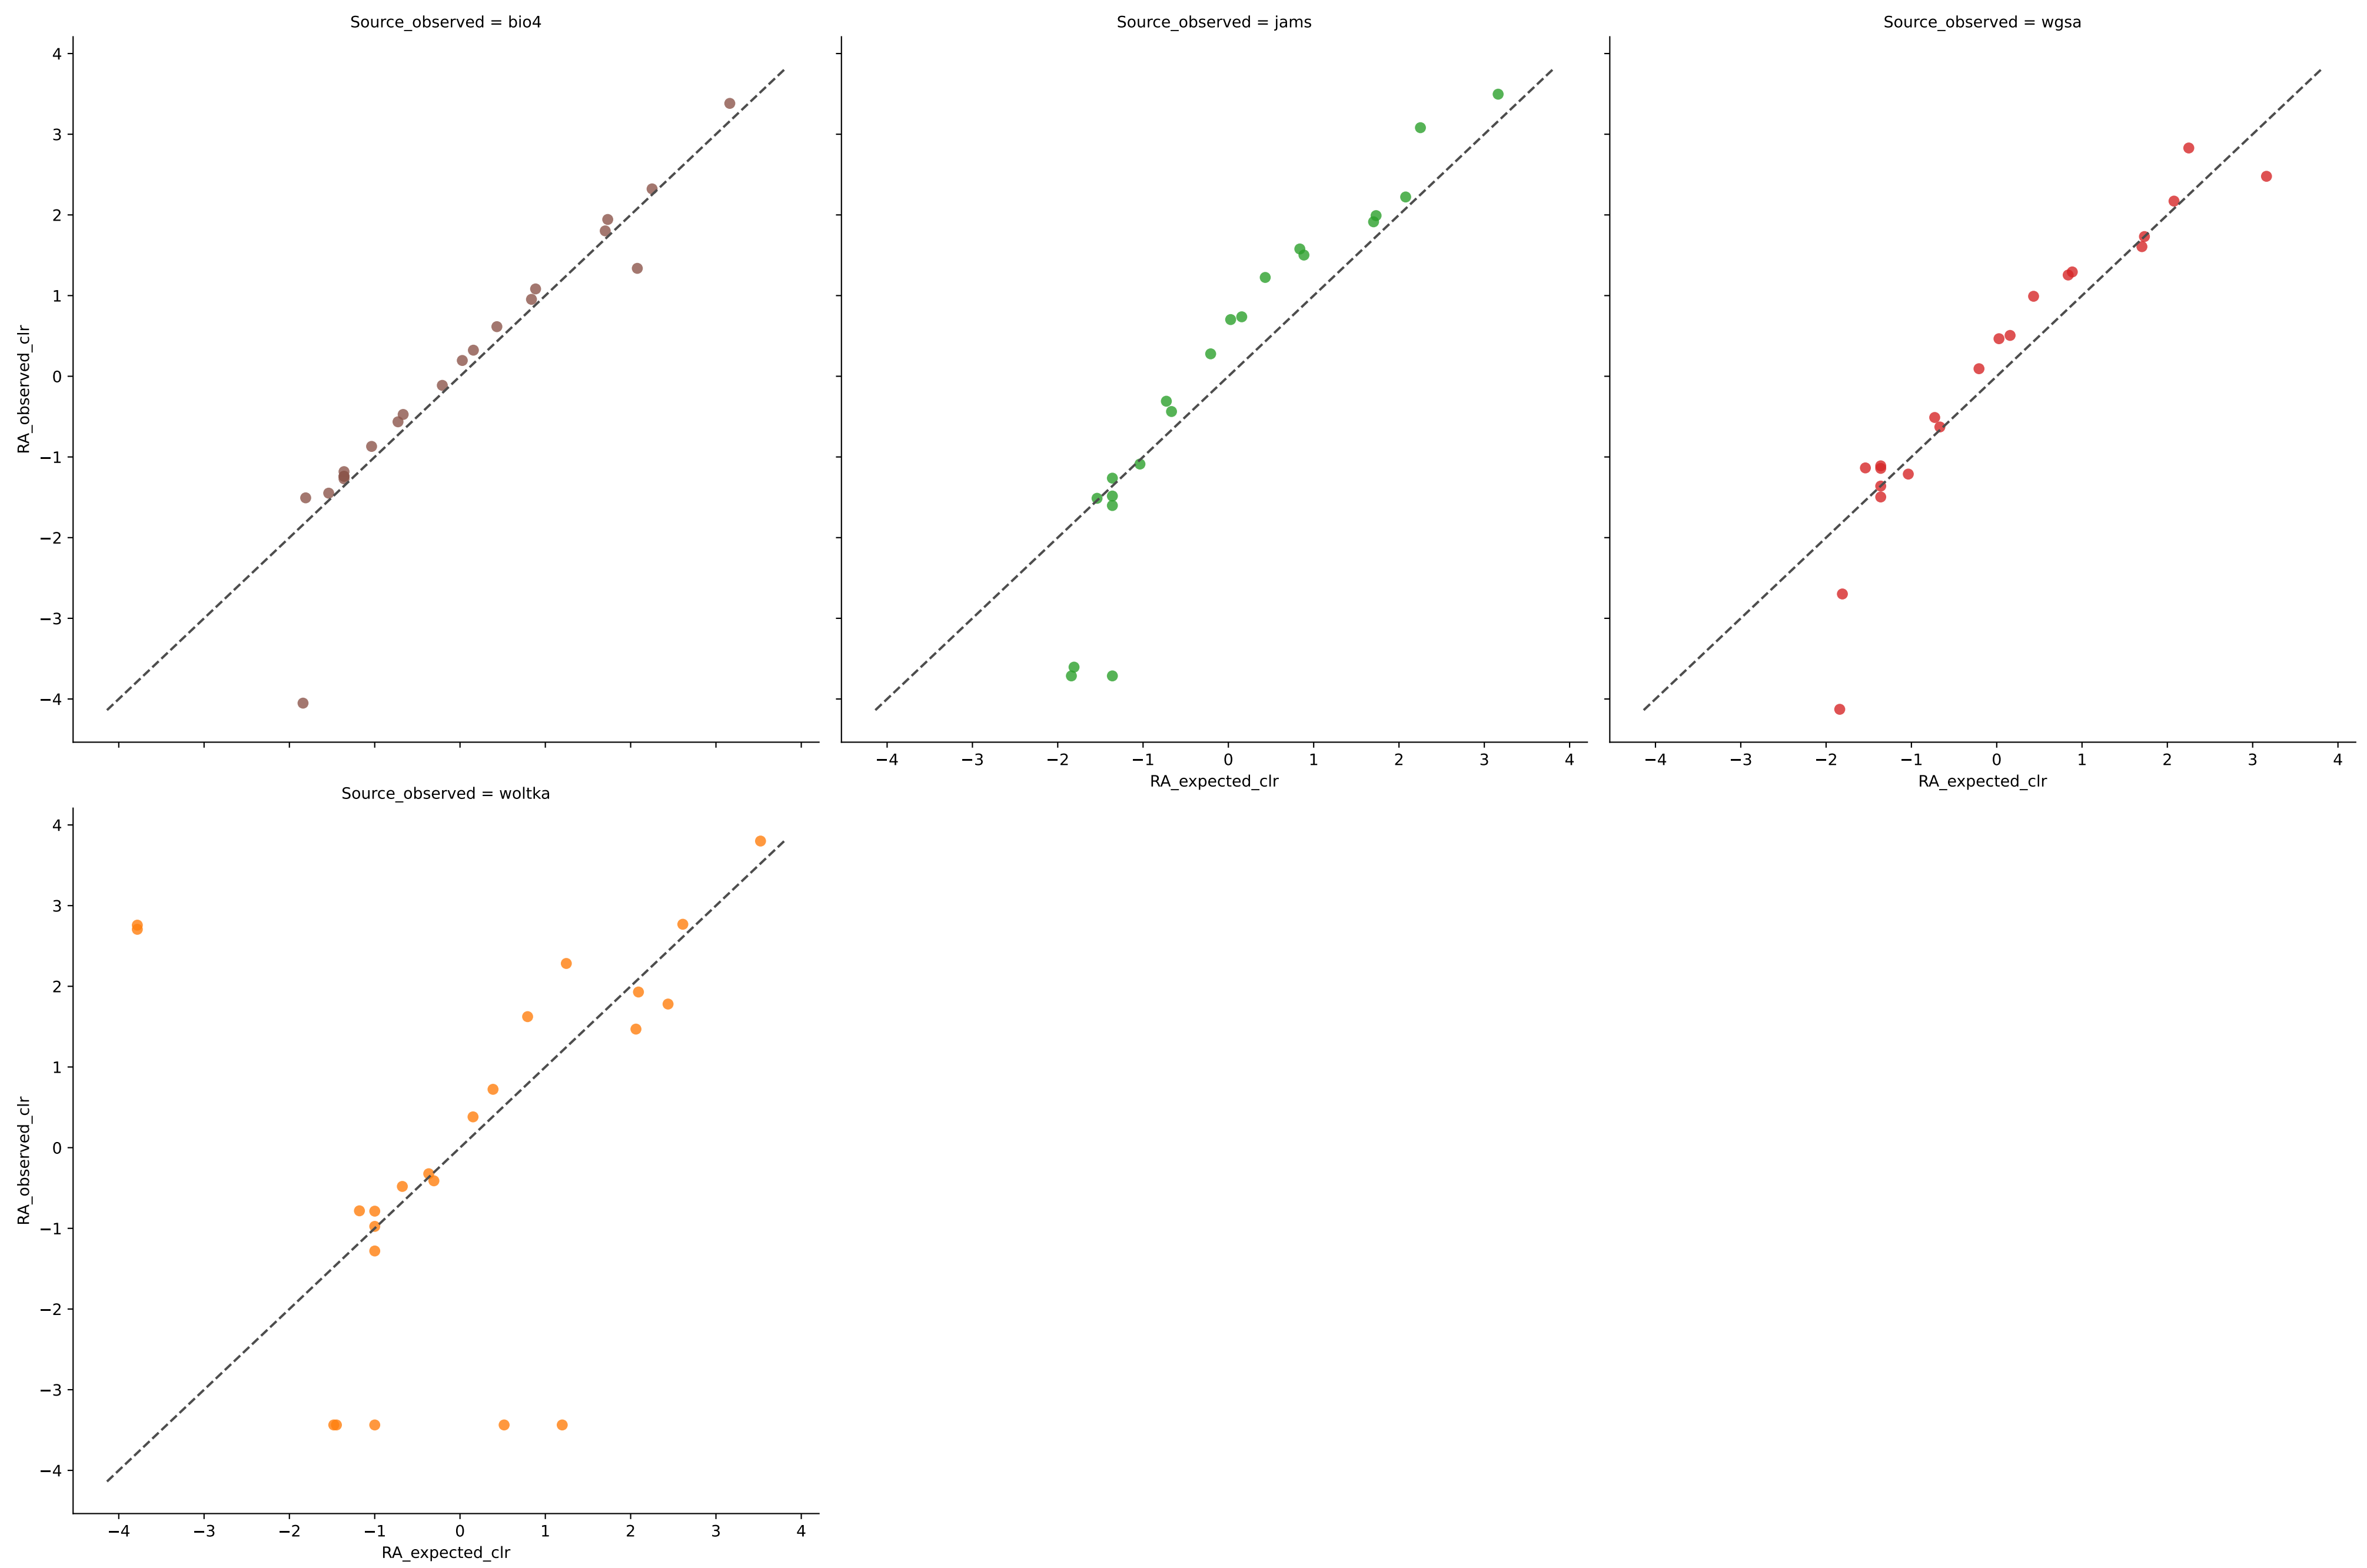 Source_observed = bio4
Source_observed = jams
Source_observed = wgsa
4
3
2
1
0
−1
−2
−3
−4
RA_observed_clr
−4 −3 −2 −1 0 1 2 3 4
RA_expected_clr
−4 −3 −2 −1 0 1 2 3 4
RA_expected_clr
Source_observed = woltka
4
3
2
1
0
−1
−2
−3
−4
RA_observed_clr
−4 −3 −2 −1 0 1 2 3 4
RA_expected_clr